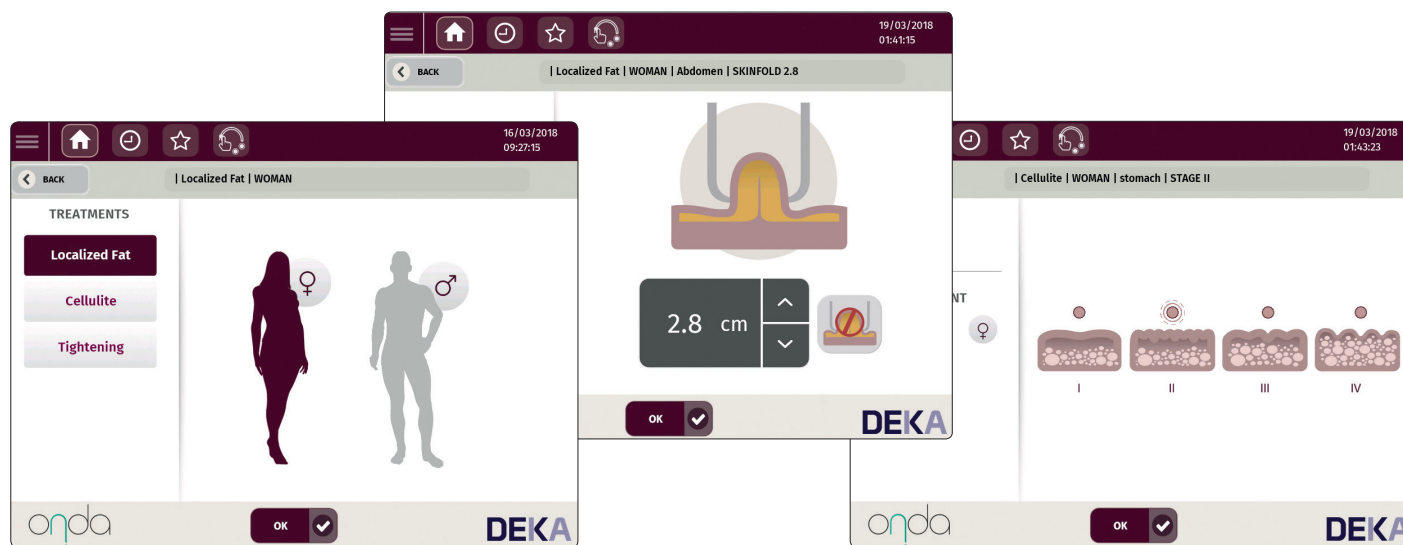 19/03/2018
01:41:15
BACK
| Localized Fat | WOMAN | Abdomen | SKINFOLD 2.8
2.8 cm
OK
DEKA
16/03/2018
09:27:15
BACK
| Localized Fat | WOMAN
TREATMENTS
Localized Fat
Cellulite
Tightening
onda
OK
DEKA
19/03/2018
01:43:23
| Cellulite | WOMAN | stomach | STAGE II
NT
I II III IV
onda
OK
DEKA